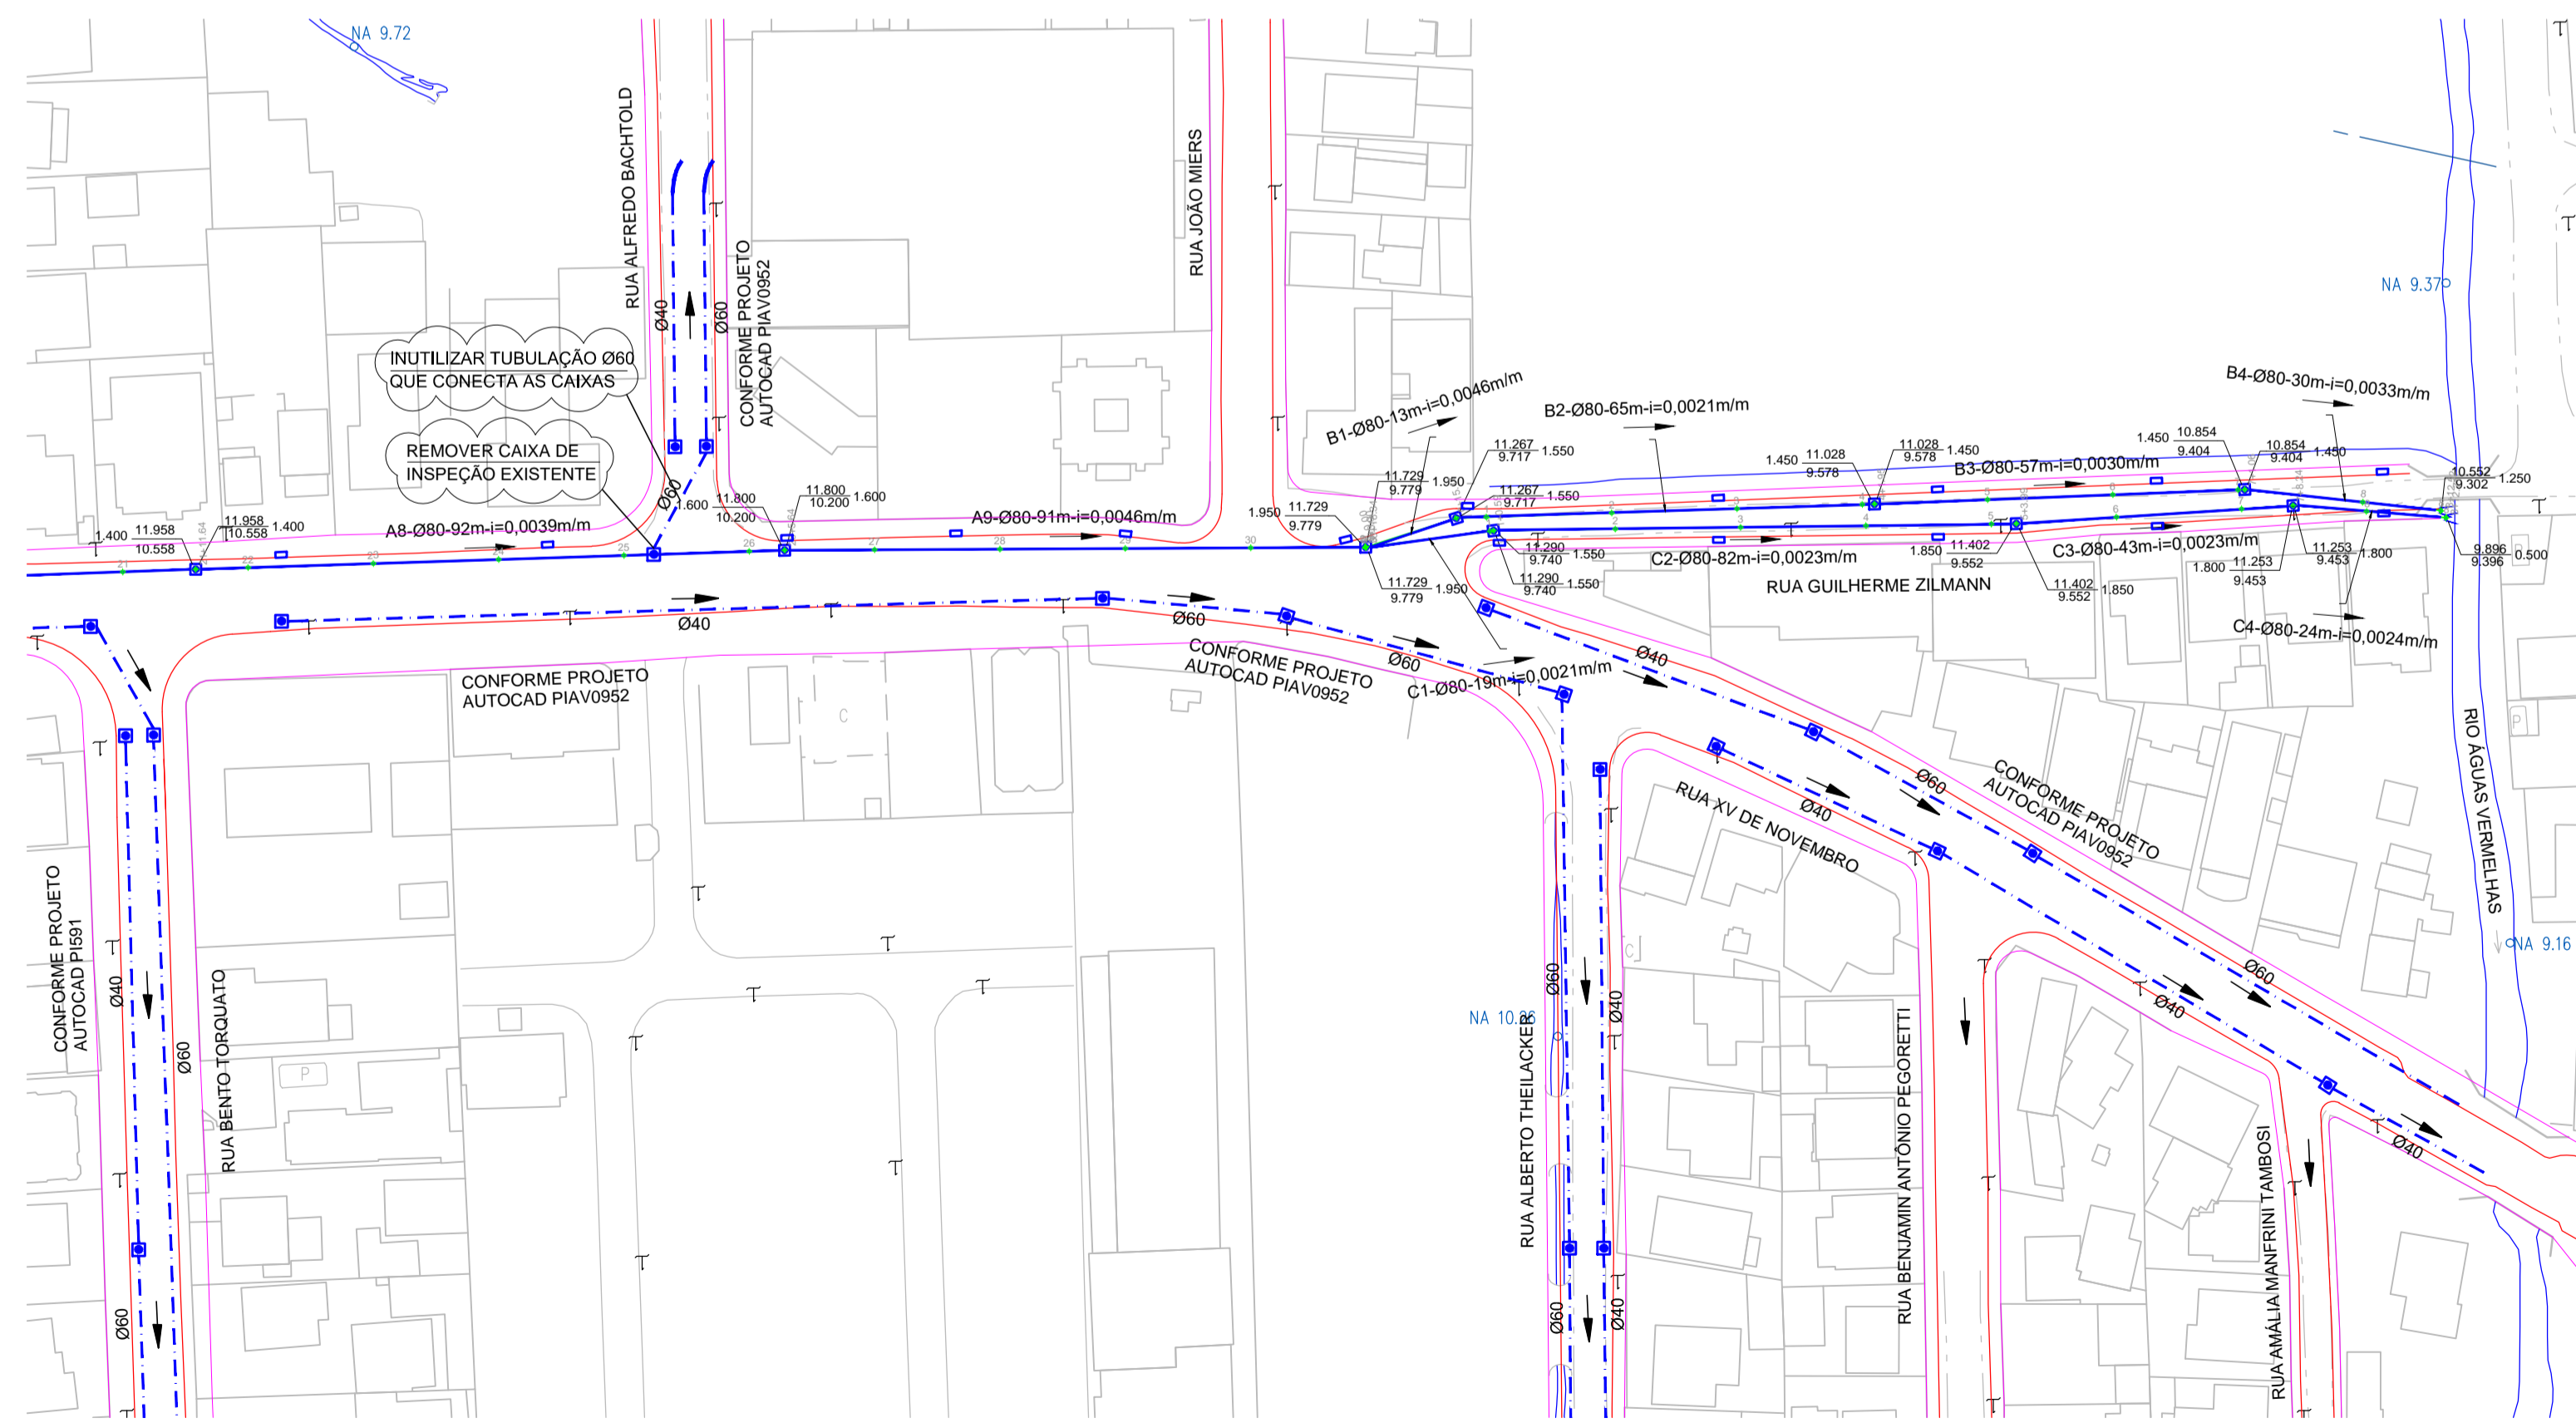 NA 9.72
RUA ALFREDO BACHTOLD
Ø40
Ø60
CONFORME PROJETO
AUTOCAD PIAV0952
RUA JOÃO MIERS
INUTILIZAR TUBULAÇÃO Ø60
QUE CONECTA AS CAIXAS
REMOVER CAIXA DE
INSPEÇÃO EXISTENTE
Ø60
1.400
11.958
10.558
11.958
10.558
1.400
A8-Ø80-92m-i=0,0039m/m
1.600
11.800
10.200
11.800
10.200
1.600
A9-Ø80-91m-i=0,0046m/m
21
22
23
24
25
26
27
28
29
30
1.950
11.729
9.779
11.729
9.779
1.950
11.729
9.779
1.950
B1-Ø80-13m-i=0,0046m/m
11.267
9.717
1.550
11.267
9.717
1.550
B2-Ø80-65m-i=0,0021m/m
1.450
11.028
9.578
11.028
9.578
1.450
B3-Ø80-57m-i=0,0030m/m
1.450
10.854
9.404
10.854
9.404
1.450
B4-Ø80-30m-i=0,0033m/m
10.552
9.302
1.250
NA 9.37
11.290
9.740
1.550
11.290
9.740
1.550
C1-Ø80-19m-i=0,0021m/m
C2-Ø80-82m-i=0,0023m/m
1.850
11.402
9.552
11.402
9.552
1.850
C3-Ø80-43m-i=0,0023m/m
1.800
11.253
9.453
11.253
9.453
1.800
C4-Ø80-24m-i=0,0024m/m
9.896
9.396
0.500
RUA GUILHERME ZILMANN
Ø40
Ø60
Ø60
CONFORME PROJETO
AUTOCAD PIAV0952
CONFORME PROJETO
AUTOCAD PIAV0952
C
Ø40
Ø60
CONFORME PROJETO
AUTOCAD PIAV0952
Ø40
RUA XV DE NOVEMBRO
RIO ÁGUAS VERMELHAS
P
NA 9.16
Ø60
Ø40
Ø40
CONFORME PROJETO
AUTOCAD PI591
Ø40
Ø60
Ø60
RUA BENTO TORQUATO
P
C
Ø60
Ø40
RUA ALBERTO THEILACKER
Ø60
Ø40
RUA BENJAMIN ANTÔNIO PEGORETTI
RUA AMÁLIA MANFRINI TAMBOSI